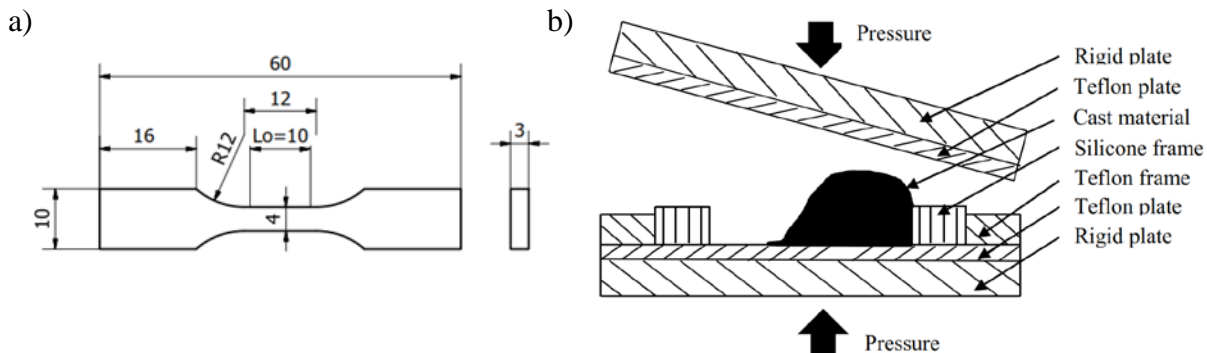 a)
60
12
16
R12
Lo=10
3
10
4
b)
Pressure
Rigid plate
Teflon plate
Cast material
Silicone frame
Teflon frame
Teflon plate
Rigid plate
Pressure